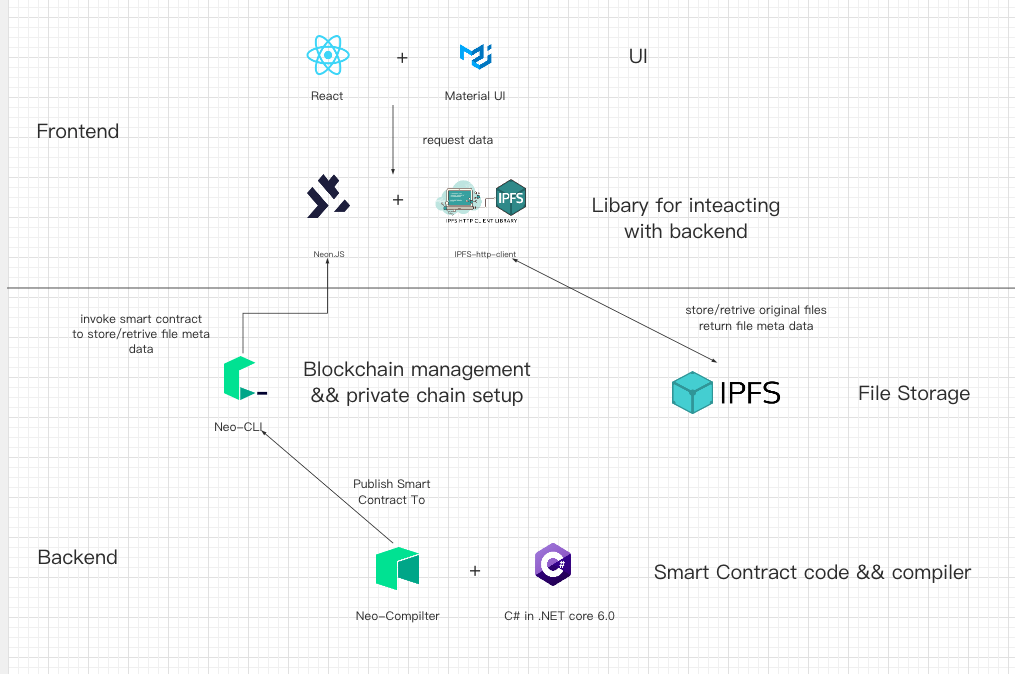 +
UI
React
Material UI
Frontend
request data
IPFS
+
IPFS HTTP CLIENT LIBRARY
Libary for inteacting
with backend
Neon.JS
IPFS-http-client
invoke smart contract
to store/retrive file meta
data
store/retrive original files
return file meta data
Blockchain management
&& private chain setup
IPFS
File Storage
Neo-CLI
Publish Smart
Contract To
Backend
+
C#
Smart Contract code && compiler
Neo-Compilter
C# in .NET core 6.0